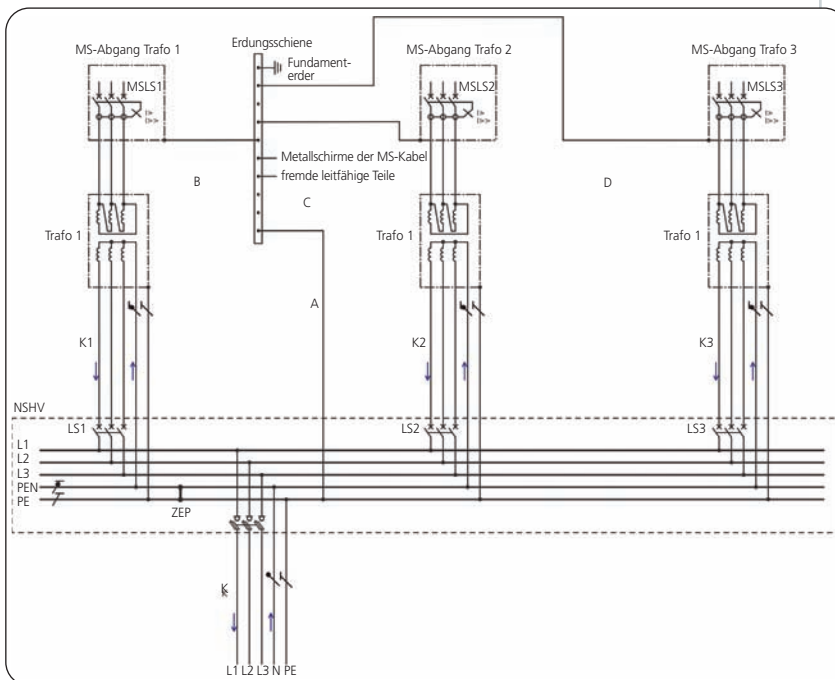 MS-Abgang Trafo 1
Erdungsschiene
MS-Abgang Trafo 2
MS-Abgang Trafo 3
Fundament-
erder
MSLS1
I>
I>>
MSLS2
I>
I>>
MSLS3
I>
I>>
Metallschirme der MS-Kabel
fremde leitfähige Teile
B
C
D
Trafo 1
Trafo 1
Trafo 1
A
K1
K2
K3
NSHV
LS1
LS2
LS3
L1
L2
L3
PEN
PE
ZEP
K
L1 L2 L3 N PE